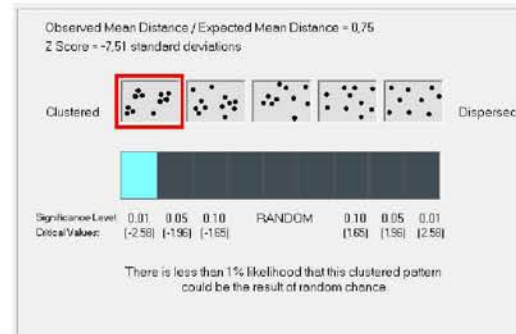 Observed Mean Distance / Expected Mean Distance = 0,75
Z Score = -7,51 standard deviations
Clustered
Dispersed
Significance Level: 0.01 0.05 0.10 RANDOM 0.10 0.05 0.01
Critical Values: (-2.58) (-1.96) (-1.65) (1.65) (1.96) (2.58)
There is less than 1% likelihood that this clustered pattern
could be the result of random chance.